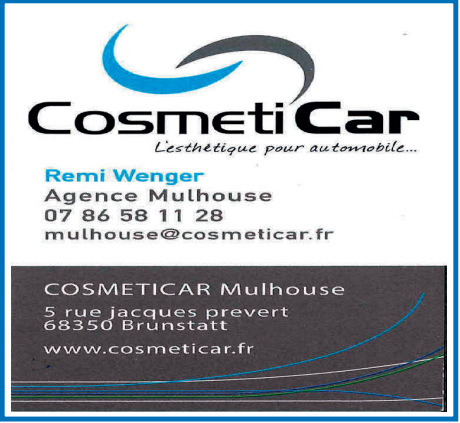 CosmetiCar
L'esthétique pour automobile...
Remi Wenger
Agence Mulhouse
07 86 58 11 28
mulhouse@cosmeticar.fr
COSMETICAR Mulhouse
5 rue jacques prevert
68350 Brunstatt
www.cosmeticar.fr